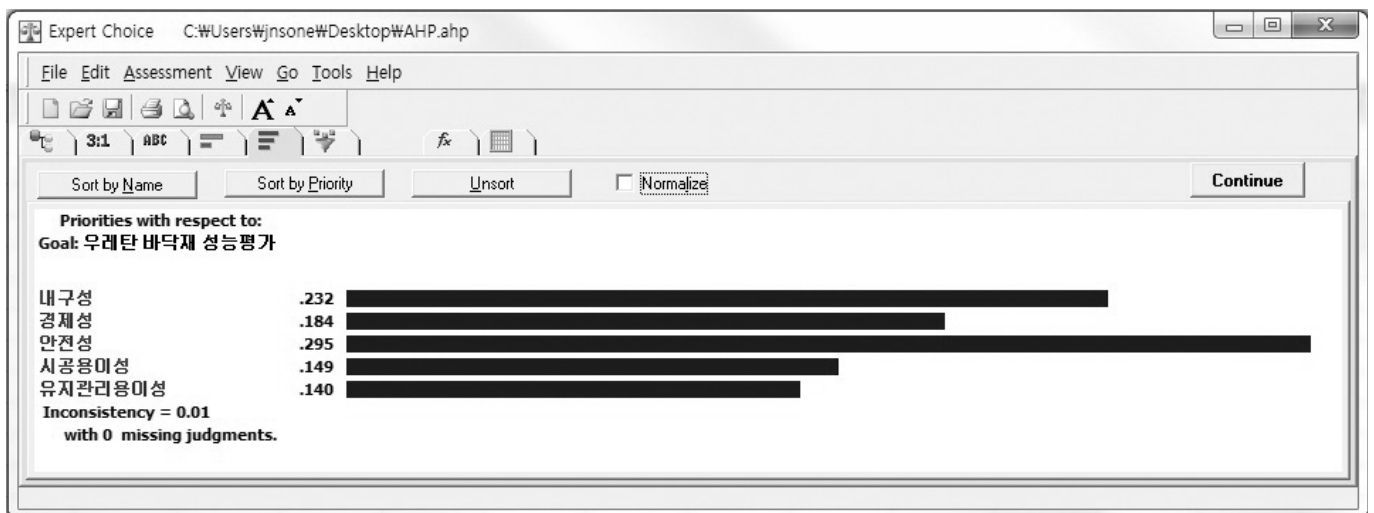 Expert Choice C:₩Users₩jnsone₩Desktop₩AHP.ahp
File Edit Assessment View Go Tools Help
A A
3:1 ABC fx
Sort by Name Sort by Priority Unsort Normalize Continue
Priorities with respect to:
Goal: 우레탄 바닥재 성능평가
내구성 .232
경제성 .184
안전성 .295
시공용이성 .149
유지관리용이성 .140
Inconsistency = 0.01
with 0 missing judgments.